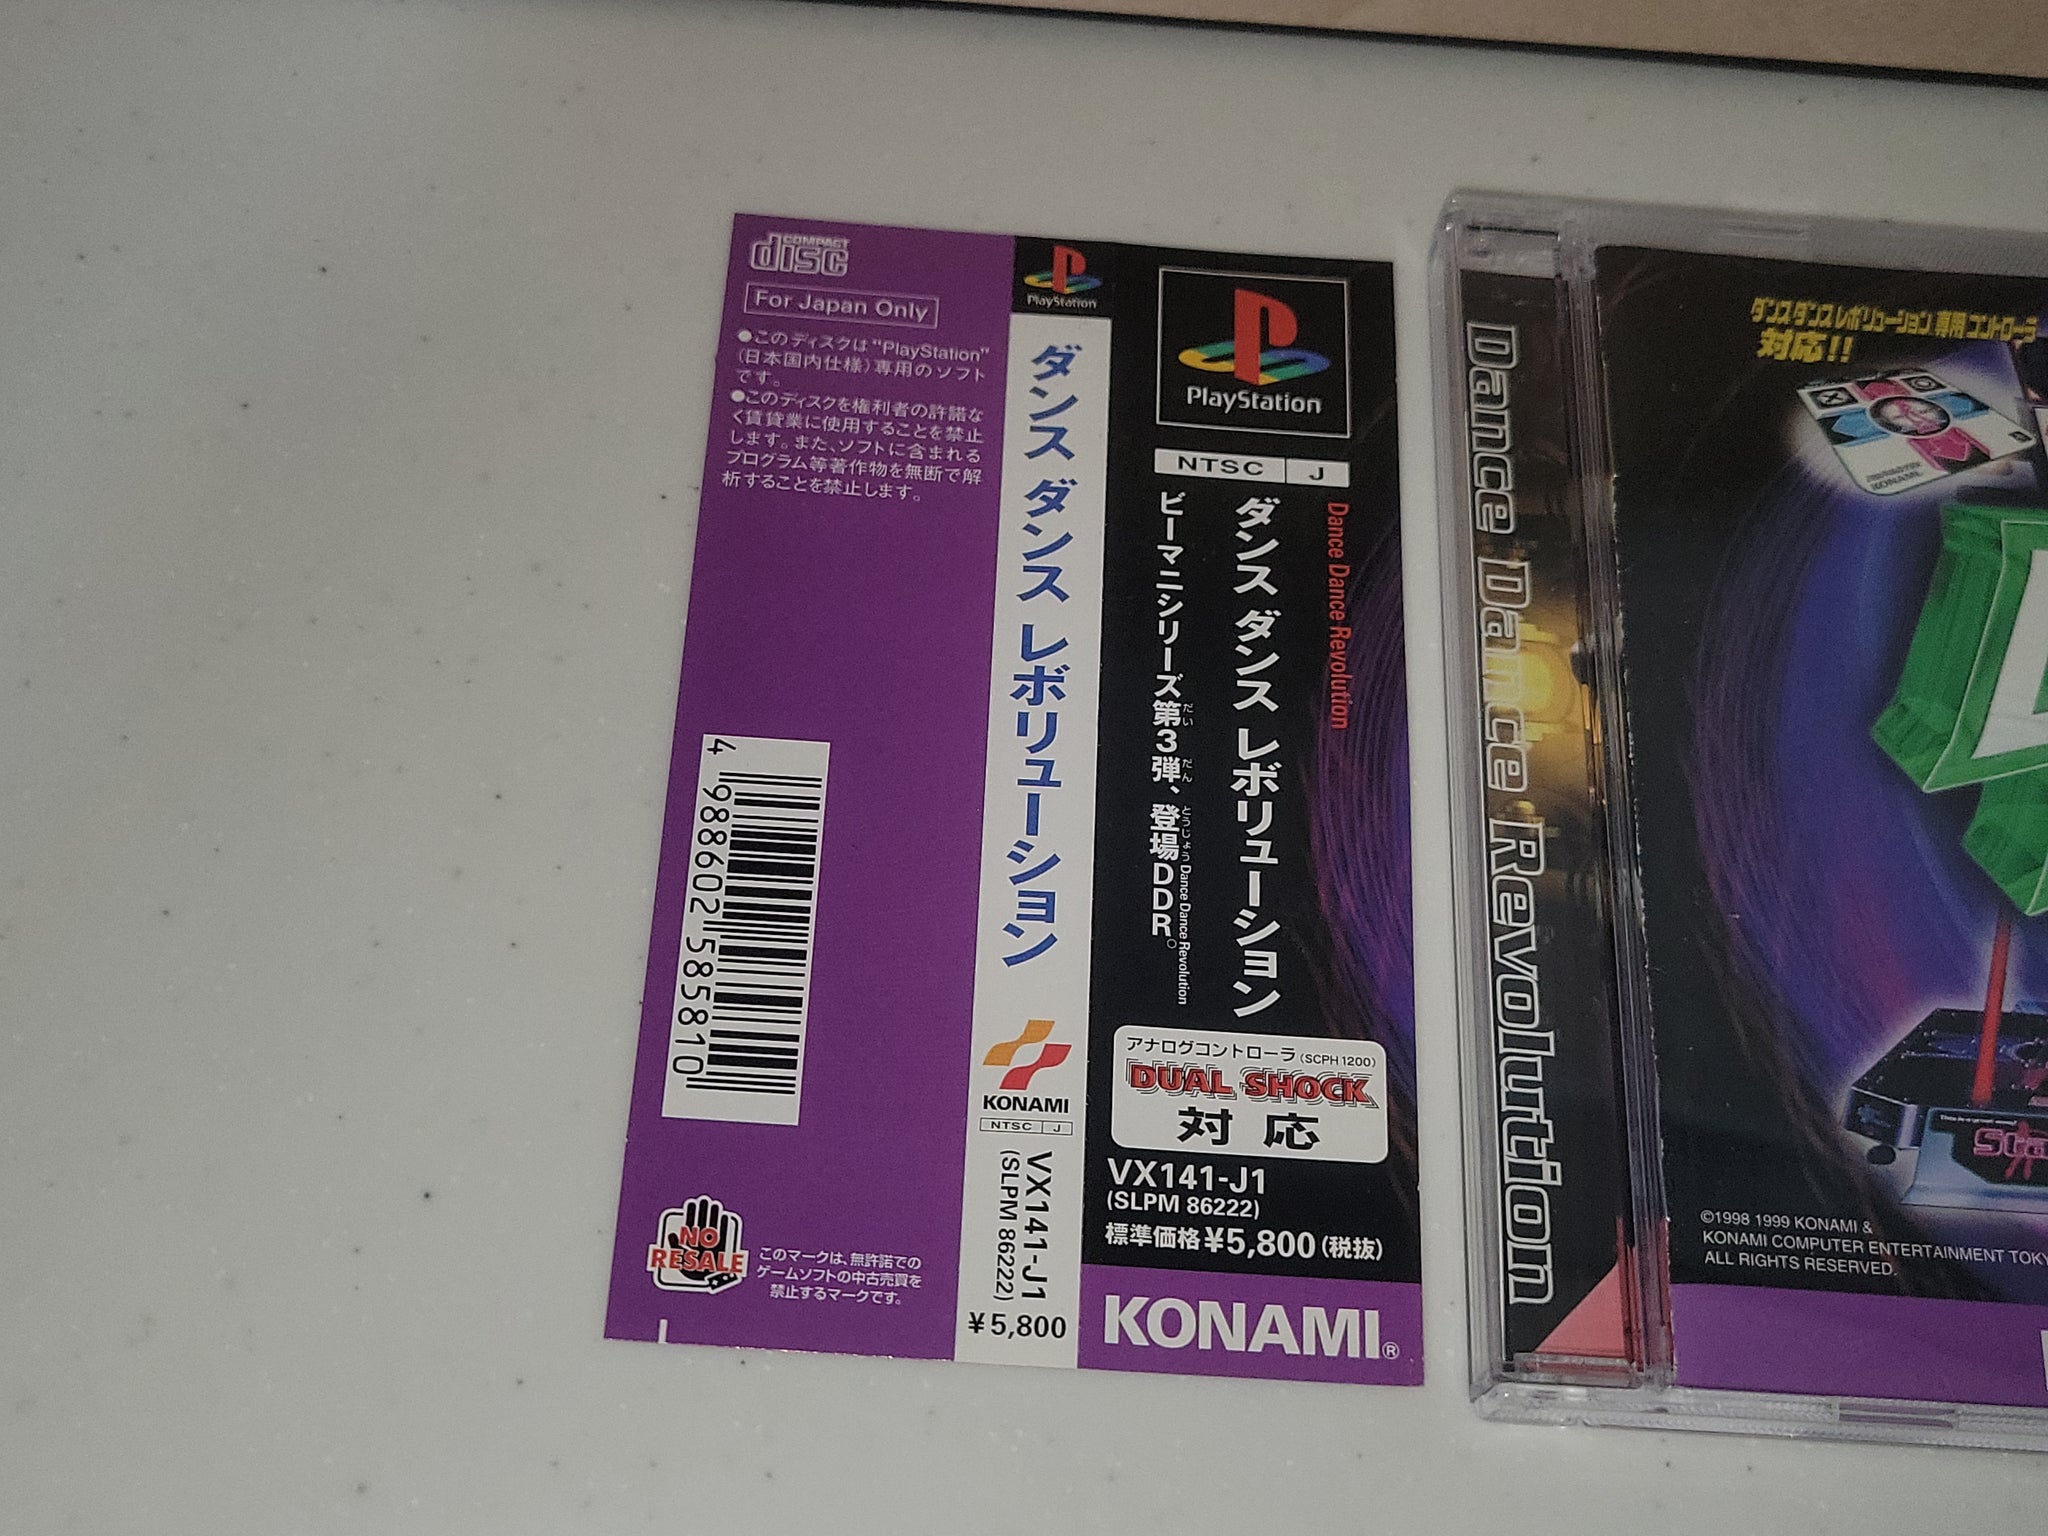 COMPACT
disc
For Japan Only
●このディスクは"PlayStation"
(日本国内仕様)専用のソフト
です。
●このディスクを権利者の許諾な
く賃貸業に使用することを禁止
します。また、ソフトに含まれる
プログラム等著作物を無断で解
析することを禁止します。
4 988602 585810
NO
RESALE
このマークは、無許諾での
ゲームソフトの中古売買を
禁止するマークです。
PlayStation
ダンス ダンス レボリューション
KONAMI
NTSC J
VX141-J1
(SLPM 86222)
¥5,800
PlayStation
NTSC J
Dance Dance Revolution
ダンス ダンス レボリューション
ビーマニシリーズ第3弾、登場DDR。
だい だん とうじょう Dance Dance Revolution
アナログコントローラ(SCPH 1200)
DUAL SHOCK
対応
VX141-J1
(SLPM 86222)
標準価格¥5,800(税抜)
KONAMI®
Dance Dance Revolution
ダンスダンスレボリューション専用コントローラ
対応!!
KONAMI
©1998 1999 KONAMI &
KONAMI COMPUTER ENTERTAINMENT TOKY
ALL RIGHTS RESERVED.